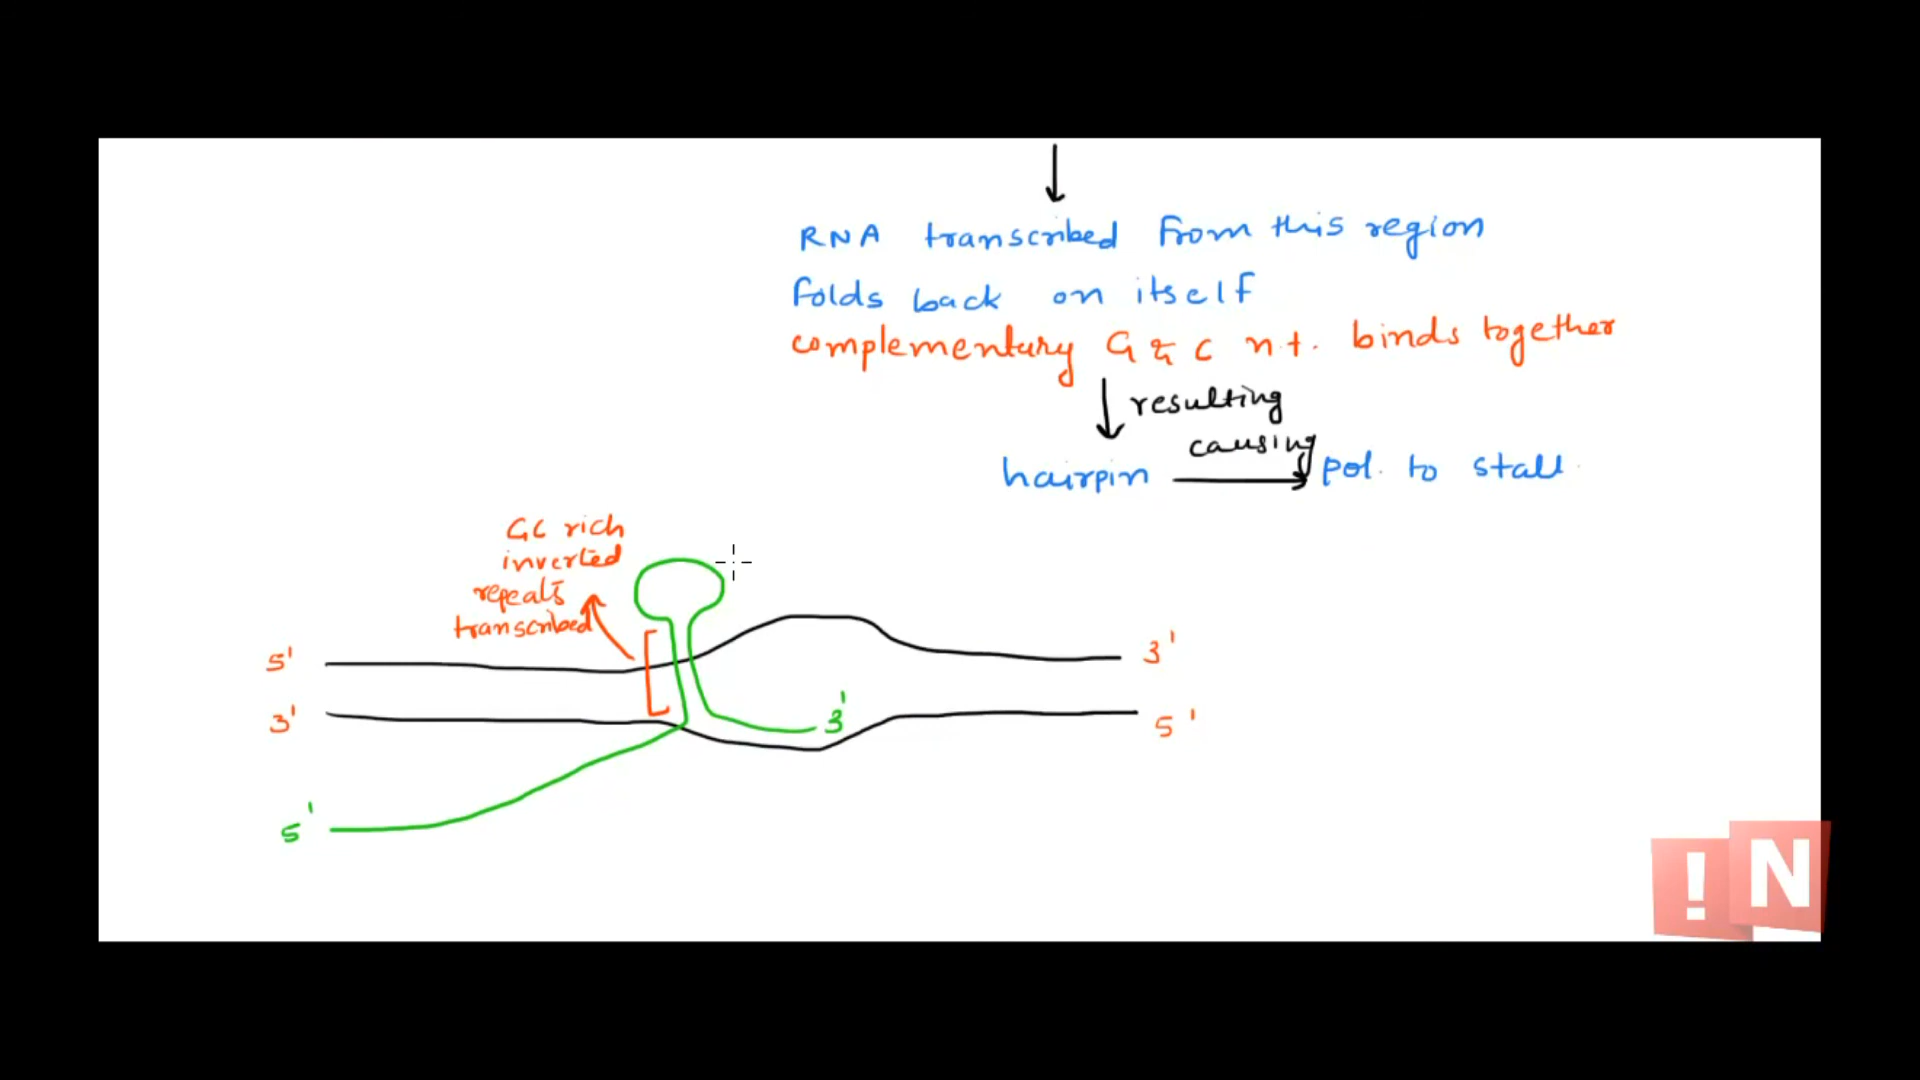 RNA transcribed from this region
folds back on itself
complementary G & C n.t. binds together
resulting
causing
hairpin → pol. to stall
GC rich
inverted
repeats
transcribed
5' 3'
3' 5'
3'
5'
!N